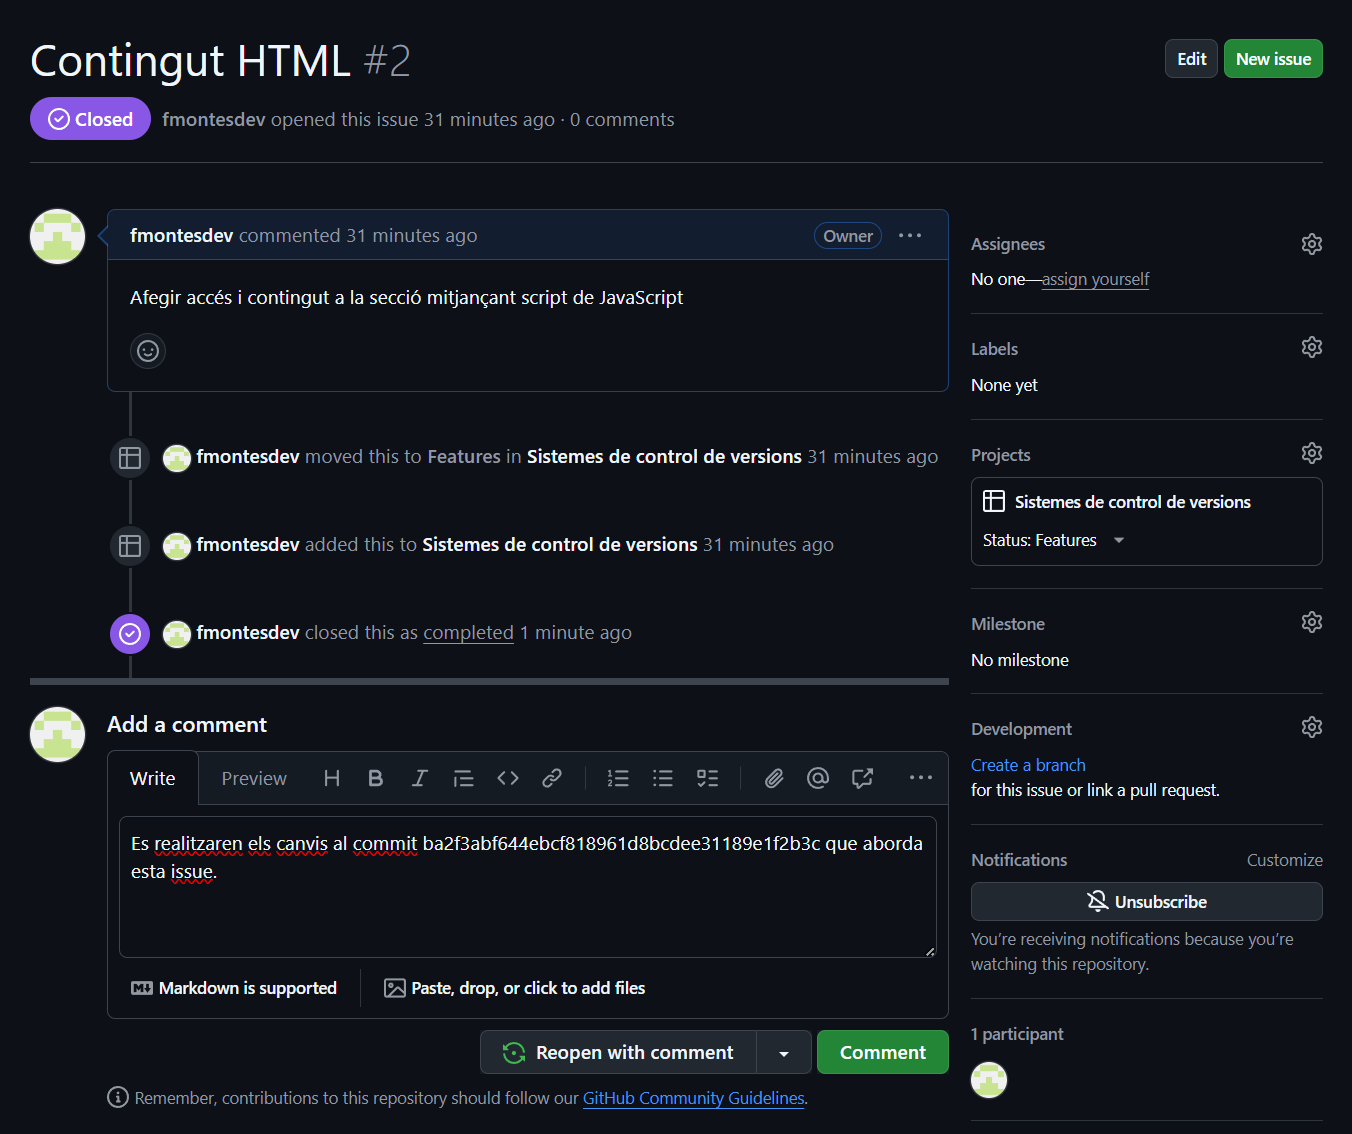 Contingut HTML #2
Edit
New issue
Closed
fmontesdev opened this issue 31 minutes ago · 0 comments
fmontesdev commented 31 minutes ago
Owner
Afegir accés i contingut a la secció mitjançant script de JavaScript
fmontesdev moved this to Features in Sistemes de control de versions 31 minutes ago
fmontesdev added this to Sistemes de control de versions 31 minutes ago
fmontesdev closed this as completed 1 minute ago
Add a comment
Write
Preview
Es realitzaren els canvis al commit ba2f3abf644ebcf818961d8bcdee31189e1f2b3c que aborda
esta issue.
Markdown is supported
Paste, drop, or click to add files
Reopen with comment
Comment
Remember, contributions to this repository should follow our GitHub Community Guidelines.
Assignees
No one—assign yourself
Labels
None yet
Projects
Sistemes de control de versions
Status: Features
Milestone
No milestone
Development
Create a branch
for this issue or link a pull request.
Notifications
Customize
Unsubscribe
You’re receiving notifications because you’re
watching this repository.
1 participant